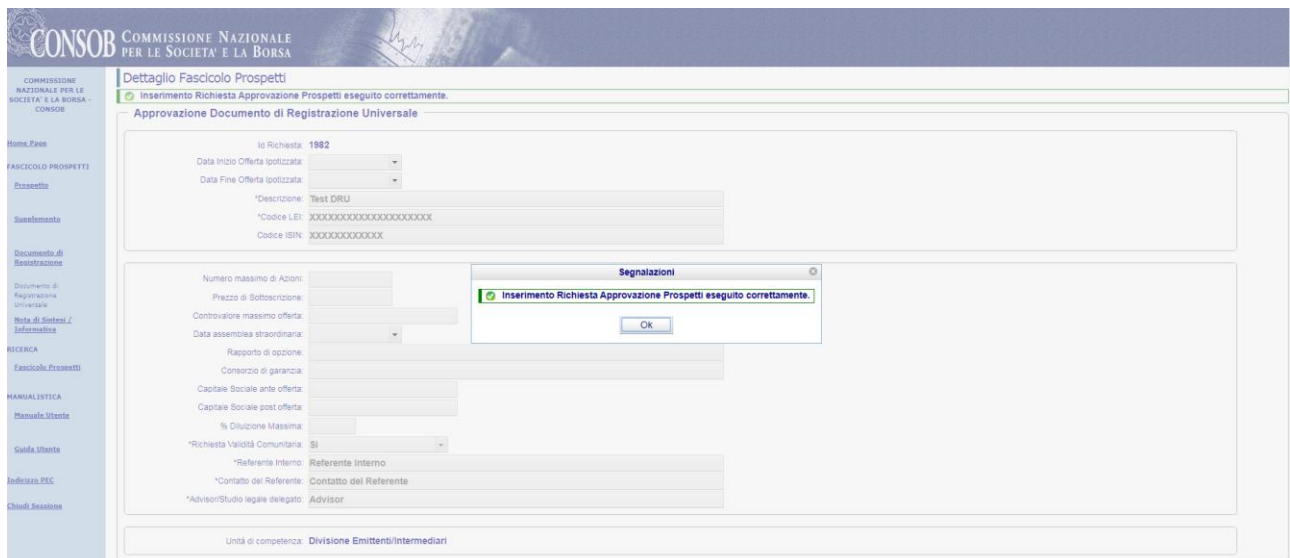 CONSOB COMMISSIONE NAZIONALE
PER LE SOCIETA' E LA BORSA
COMMISSIONE
NAZIONALE PER LE
SOCIETA' E LA BORSA -
CONSOB
Home Page
FASCICOLO PROSPETTI
Prospetto
Supplemento
Documento di
Registrazione
Documento di
Registrazione
Universale
Nota di Sintesi /
Informativa
RICERCA
Fascicolo Prospetti
MANUALISTICA
Manuale Utente
Guida Utente
Indirizzo PEC
Chiudi Sessione
Dettaglio Fascicolo Prospetti
Inserimento Richiesta Approvazione Prospetti eseguito correttamente.
Approvazione Documento di Registrazione Universale
Id Richiesta: 1982
Data Inizio Offerta Ipotizzata:
Data Fine Offerta Ipotizzata:
*Descrizione: Test DRU
*Codice LEI: XXXXXXXXXXXXXXXXXXXX
Codice ISIN: XXXXXXXXXXXX
Numero massimo di Azioni:
Prezzo di Sottoscrizione:
Controvalore massimo offerta:
Data assemblea straordinaria:
Rapporto di opzione:
Consorzio di garanzia:
Capitale Sociale ante offerta:
Capitale Sociale post offerta:
% Diluizione Massima:
*Richiesta Validità Comunitaria: Si
*Referente Interno: Referente Interno
*Contatto del Referente: Contatto del Referente
*Advisor/Studio legale delegato: Advisor
Unità di competenza: Divisione Emittenti/Intermediari
Segnalazioni
Inserimento Richiesta Approvazione Prospetti eseguito correttamente.
Ok